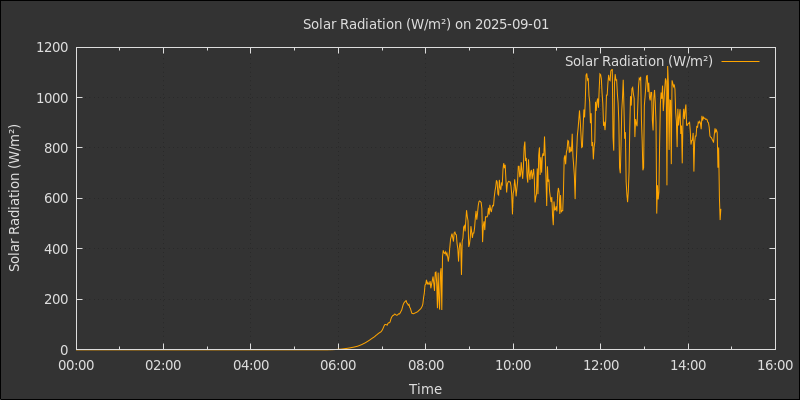 Solar Radiation (W/m²) on 2025-09-01
Solar Radiation (W/m²)
Solar Radiation (W/m²)
1200
1000
800
600
400
200
0
00:00 02:00 04:00 06:00 08:00 10:00 12:00 14:00 16:00
Time